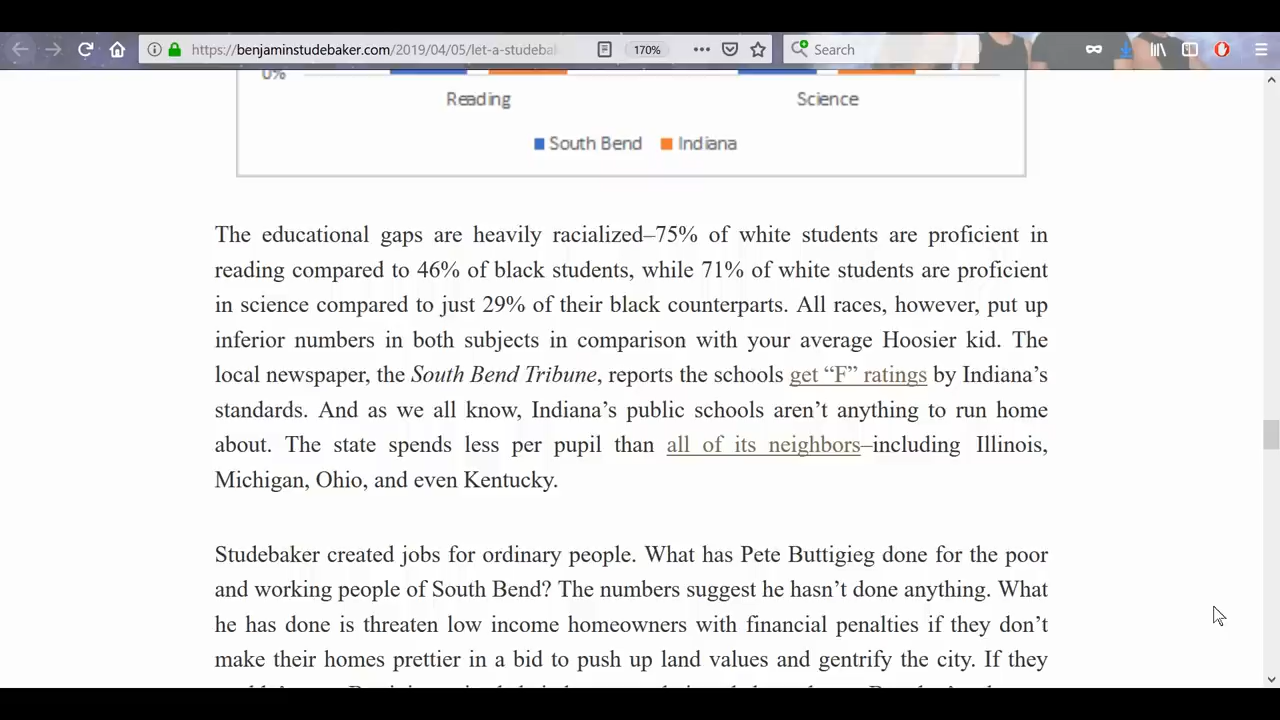 https://benjaminstudebaker.com/2019/04/05/let-a-studeba
170%
Search
0%
Reading
Science
South Bend
Indiana
The educational gaps are heavily racialized–75% of white students are proficient in
reading compared to 46% of black students, while 71% of white students are proficient
in science compared to just 29% of their black counterparts. All races, however, put up
inferior numbers in both subjects in comparison with your average Hoosier kid. The
local newspaper, the South Bend Tribune, reports the schools get “F” ratings by Indiana’s
standards. And as we all know, Indiana’s public schools aren’t anything to run home
about. The state spends less per pupil than all of its neighbors–including Illinois,
Michigan, Ohio, and even Kentucky.
Studebaker created jobs for ordinary people. What has Pete Buttigieg done for the poor
and working people of South Bend? The numbers suggest he hasn’t done anything. What
he has done is threaten low income homeowners with financial penalties if they don’t
make their homes prettier in a bid to push up land values and gentrify the city. If they